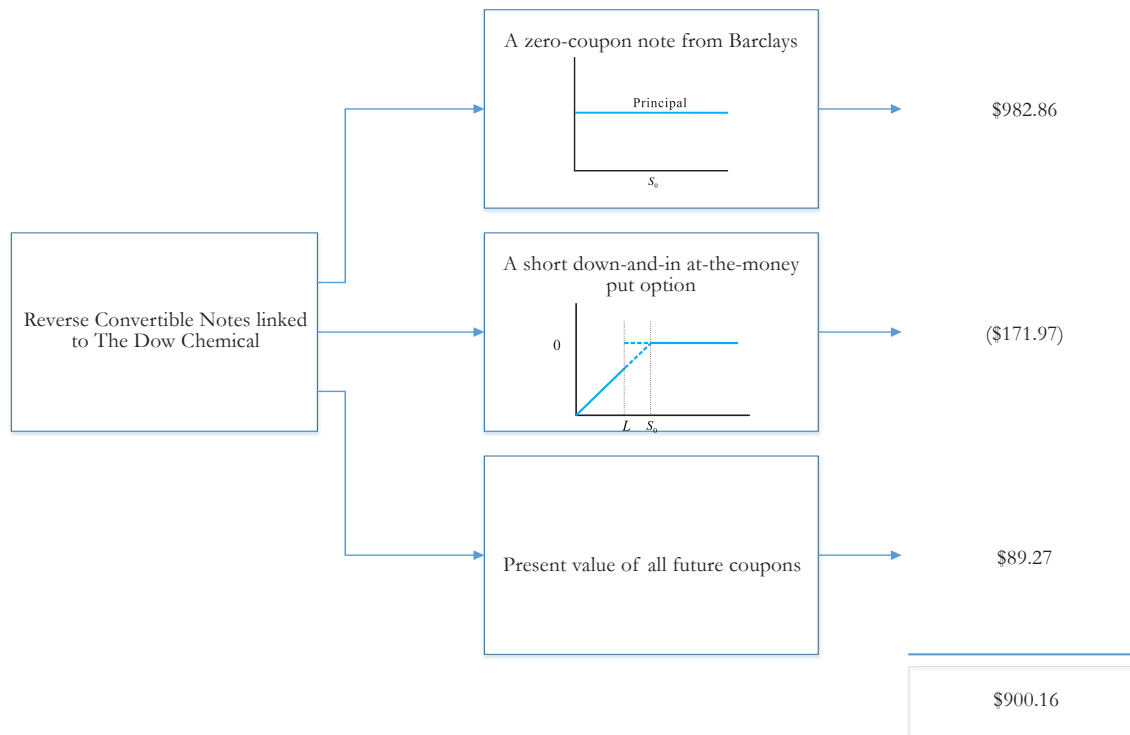 A zero-coupon note from Barclays
Principal
S₀
$982.86
Reverse Convertible Notes linked
to The Dow Chemical
A short down-and-in at-the-money
put option
0
L S₀
($171.97)
Present value of all future coupons
$89.27
$900.16